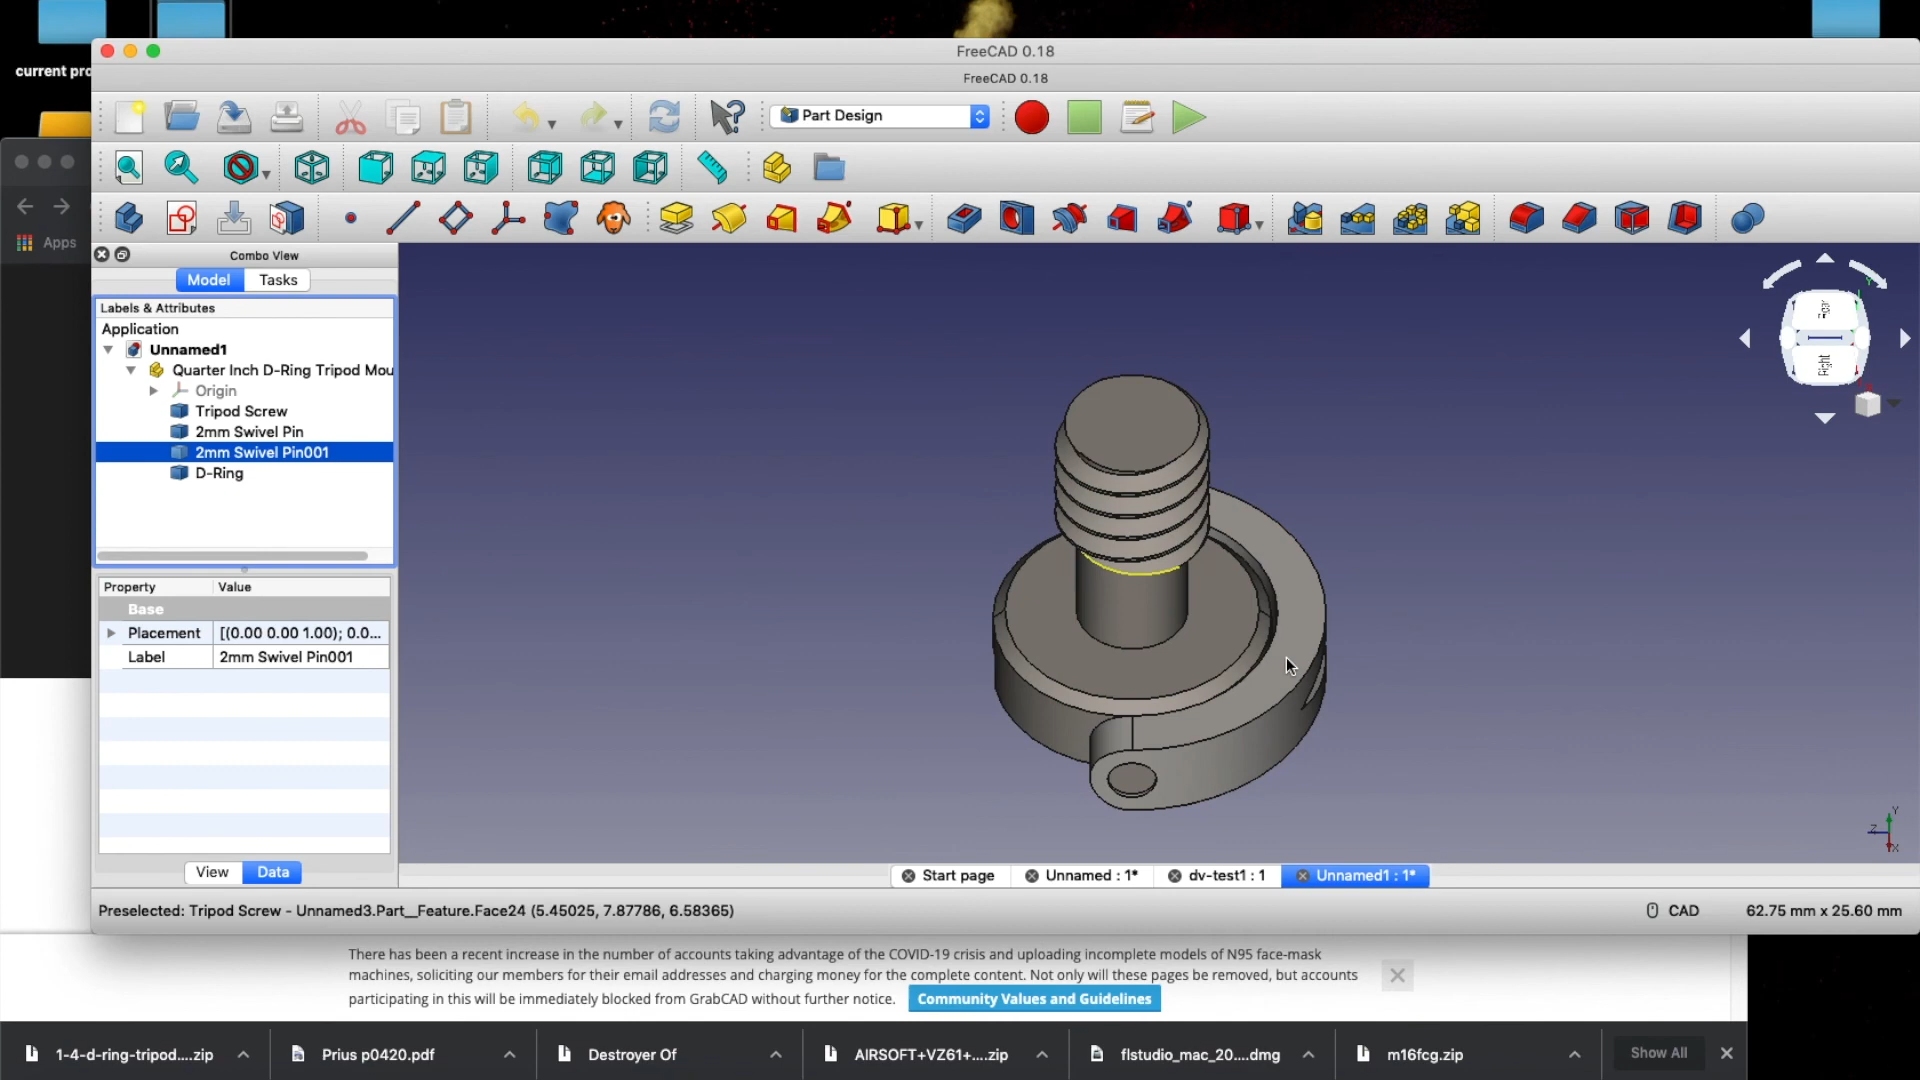 current pro
FreeCAD 0.18
FreeCAD 0.18
Part Design
Apps
Combo View
Model
Tasks
Labels & Attributes
Application
Unnamed1
Quarter Inch D-Ring Tripod Mou
Origin
Tripod Screw
2mm Swivel Pin
2mm Swivel Pin001
D-Ring
Property Value
Base
Placement [(0.00 0.00 1.00); 0.0...
Label 2mm Swivel Pin001
View
Data
Rear
Right
Y
Z
X
Start page
Unnamed : 1*
dv-test1 : 1
Unnamed1 : 1*
Preselected: Tripod Screw - Unnamed3.Part__Feature.Face24 (5.45025, 7.87786, 6.58365)
CAD
62.75 mm x 25.60 mm
There has been a recent increase in the number of accounts taking advantage of the COVID-19 crisis and uploading incomplete models of N95 face-mask
machines, soliciting our members for their email addresses and charging money for the complete content. Not only will these pages be removed, but accounts
participating in this will be immediately blocked from GrabCAD without further notice.
Community Values and Guidelines
1-4-d-ring-tripod....zip
Prius p0420.pdf
Destroyer Of
AIRSOFT+VZ61+....zip
flstudio_mac_20....dmg
m16fcg.zip
Show All